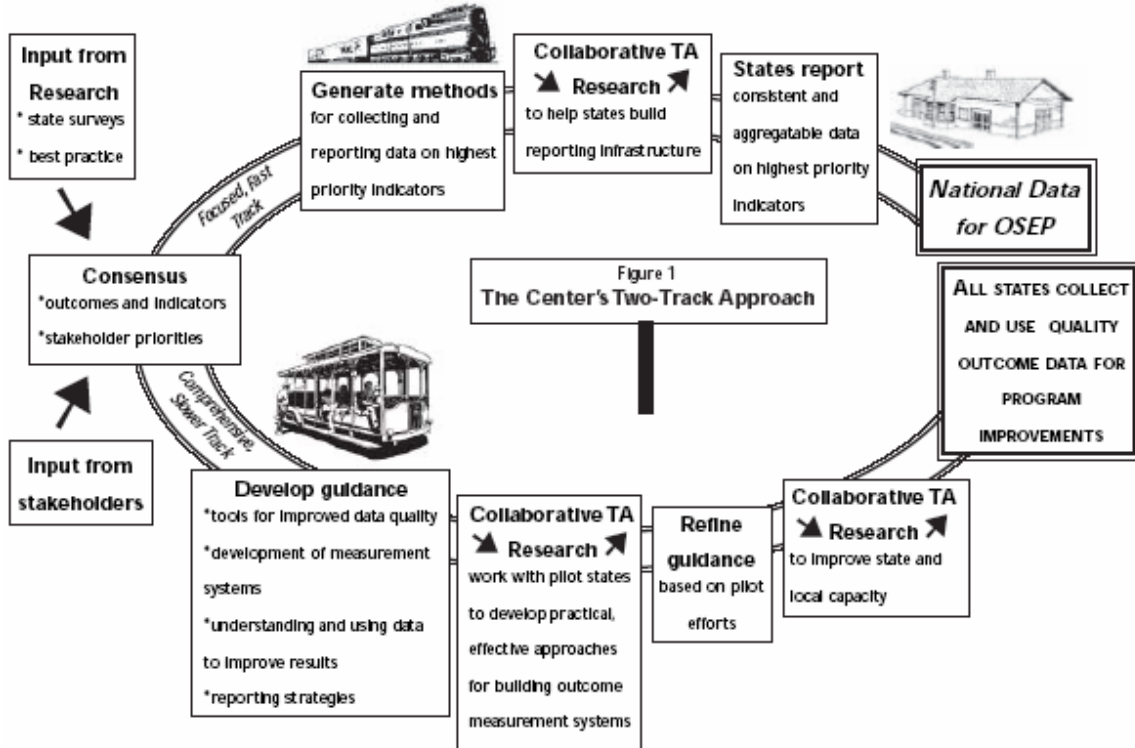 Input from
Research
* state surveys
* best practice
Generate methods
for collecting and
reporting data on highest
priority indicators
Collaborative TA
Research
to help states build
reporting infrastructure
States report
consistent and
aggregatable data
on highest priority
indicators
National Data
for OSEP
Focused, Fast
Track
Consensus
*outcomes and indicators
*stakeholder priorities
Figure 1
The Center's Two-Track Approach
ALL STATES COLLECT
AND USE QUALITY
OUTCOME DATA FOR
PROGRAM
IMPROVEMENTS
Comprehensive,
Slower Track
Input from
stakeholders
Develop guidance
*tools for improved data quality
*development of measurement
systems
*understanding and using data
to improve results
*reporting strategies
Collaborative TA
Research
work with pilot states
to develop practical,
effective approaches
for building outcome
measurement systems
Refine
guidance
based on pilot
efforts
Collaborative TA
Research
to improve state and
local capacity